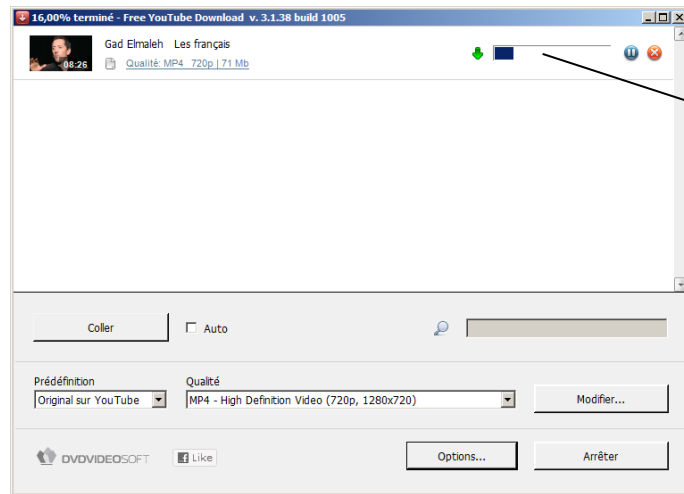 16,00% terminé - Free YouTube Download v. 3.1.38 build 1005
Gad Elmaleh Les français
08:26
Qualité: MP4 720p | 71 Mb
Coller
Auto
Prédéfinition
Qualité
Original sur YouTube
MP4 - High Definition Video (720p, 1280x720)
Modifier...
DVDVIDEOSOFT
Like
Options...
Arrêter